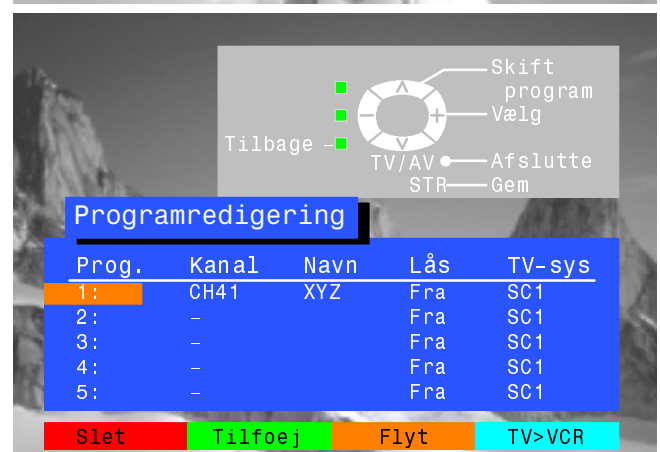 Skift
program
Vælg
Tilbage
TV/AV Afslutte
STR Gem
Programredigering
Prog. Kanal Navn Lås TV-sys
1: CH41 XYZ Fra SC1
2: – Fra SC1
3: – Fra SC1
4: – Fra SC1
5: – Fra SC1
Slet Tilfoej Flyt TV>VCR